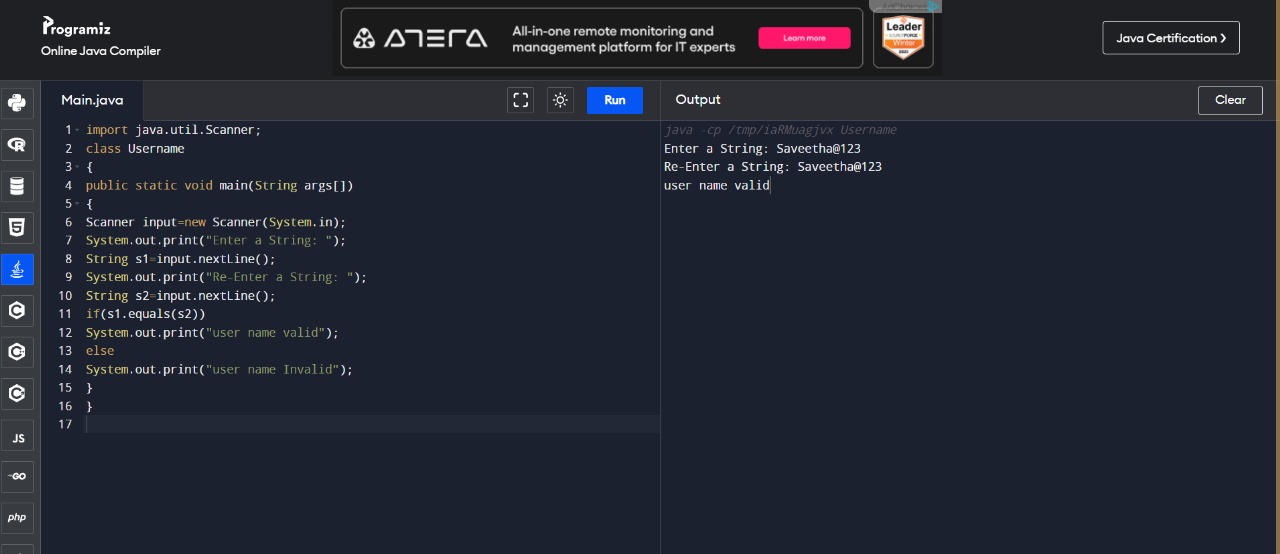 Programiz
Online Java Compiler
ATERA
All-in-one remote monitoring and
management platform for IT experts
Learn more
AdChoices
Leader
SOURCEFORGE
Winter
Java Certification ❯
Main.java
Run
Output
Clear
1 import java.util.Scanner;
2 class Username
3 {
4 public static void main(String args[])
5 {
6 Scanner input=new Scanner(System.in);
7 System.out.print("Enter a String: ");
8 String s1=input.nextLine();
9 System.out.print("Re-Enter a String: ");
10 String s2=input.nextLine();
11 if(s1.equals(s2))
12 System.out.print("user name valid");
13 else
14 System.out.print("user name Invalid");
15 }
16 }
17
java -cp /tmp/iaRMuagjvx Username
Enter a String: Saveetha@123
Re-Enter a String: Saveetha@123
user name valid
R
5
C
C
C
JS
GO
php